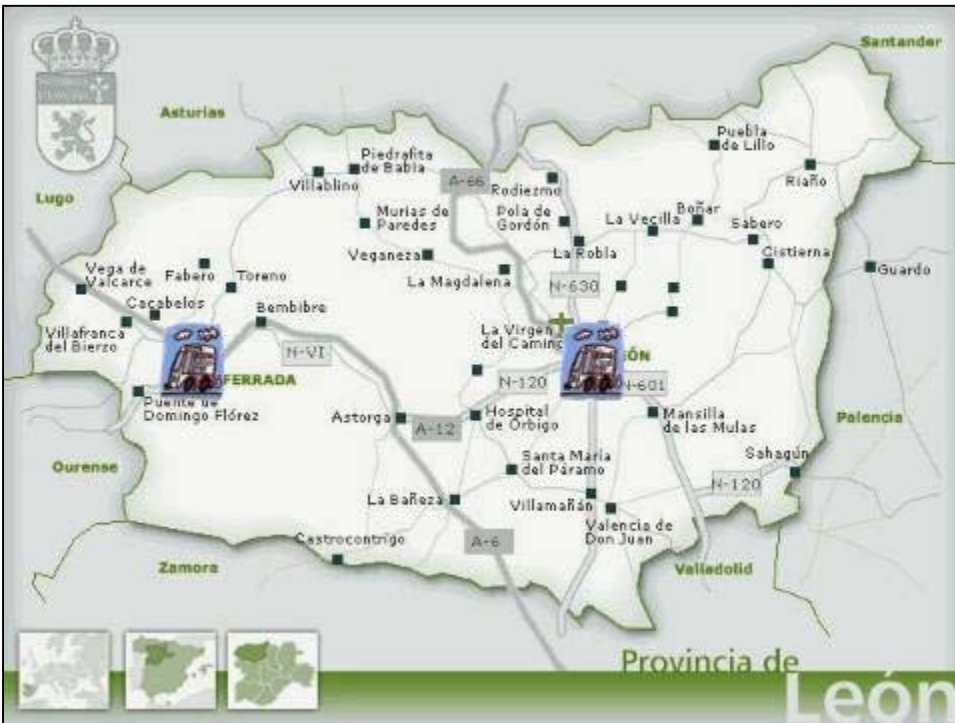 Santander
Asturias
Puebla
de Lillo
Piedrafita
de Babia
Villablino
A-66
Rodiezmo
Riaño
Lugo
Murias de
Paredes
Pola de
Gordón
La Vecilla
Boñar
Sabero
Veganeza
La Robla
Cistierna
Vega de
Valcarce
Fabero
Toreno
La Magdalena
N-630
Guardo
Cacabelos
Bembibre
Villafranca
del Bierzo
La Virgen
del Camino
N-VI
EÓN
FERRADA
N-120
N-601
Puente de
Domingo Flórez
Astorga
A-12
Hospital
de Orbigo
Mansilla
de las Mulas
Palencia
Ourense
Santa María
del Páramo
Sahagún
La Bañeza
Villamañán
N-120
Valencia de
Don Juan
Castrocontrigo
A-6
Zamora
Valladolid
Provincia de
León